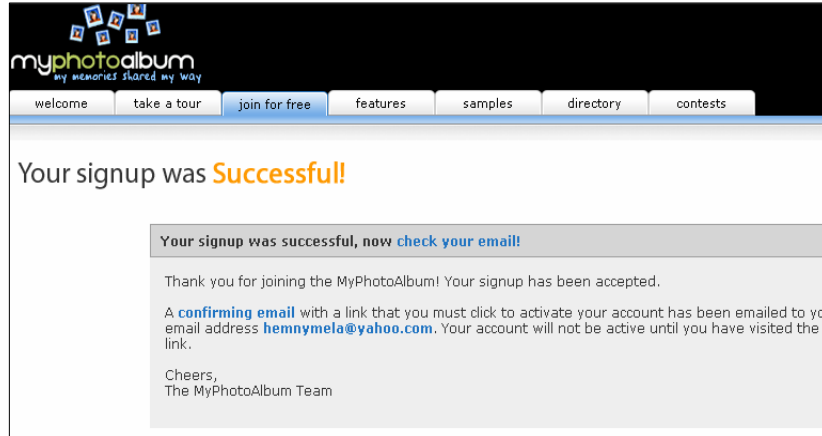 myphotoalbum
my memories shared my way
welcome take a tour join for free features samples directory contests
Your signup was Successful!
Your signup was successful, now check your email!
Thank you for joining the MyPhotoAlbum! Your signup has been accepted.
A confirming email with a link that you must click to activate your account has been emailed to yo
email address hemnymela@yahoo.com. Your account will not be active until you have visited the
link.
Cheers,
The MyPhotoAlbum Team